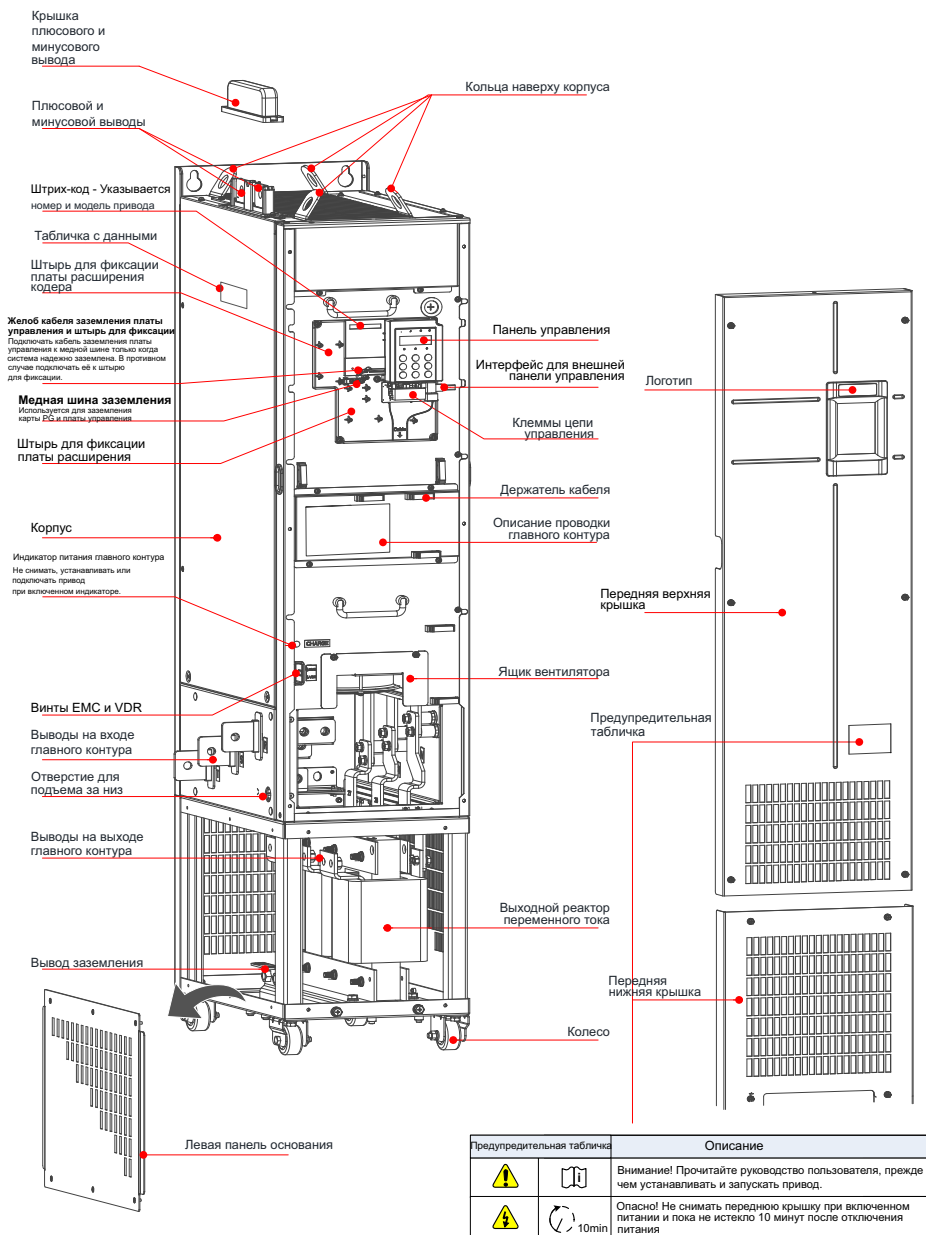 Крышка
плюсового и
минусового
вывода
Кольца наверху корпуса
Плюсовой и
минусовой выводы
Штрих-код - Указывается
номер и модель привода
Табличка с данными
Штырь для фиксации
платы расширения
кодера
Желоб кабеля заземления платы
управления и штырь для фиксации
Подключать кабель заземления платы
управления к медной шине только когда
система надежно заземлена. В противном
случае подключать её к штырю
для фиксации.
Медная шина заземления
Используется для заземления
карты PG и платы управления
Штырь для фиксации
платы расширения
Корпус
Индикатор питания главного контура
Не снимать, устанавливать или
подключать привод
при включенном индикаторе.
CHARGE
Винты EMC и VDR
Выводы на входе
главного контура
Отверстие для
подъема за низ
Выводы на выходе
главного контура
Вывод заземления
Левая панель основания
Панель управления
Интерфейс для внешней
панели управления
Клеммы цепи
управления
Держатель кабеля
Описание проводки
главного контура
Ящик вентилятора
Выходной реактор
переменного тока
Колесо
Логотип
Передняя верхняя
крышка
Предупредительная
табличка
Передняя
нижняя крышка
Предупредительная табличка
Описание
Внимание! Прочитайте руководство пользователя, прежде
чем устанавливать и запускать привод.
10min
Опасно! Не снимать переднюю крышку при включенном
питании и пока не истекло 10 минут после отключения
питания